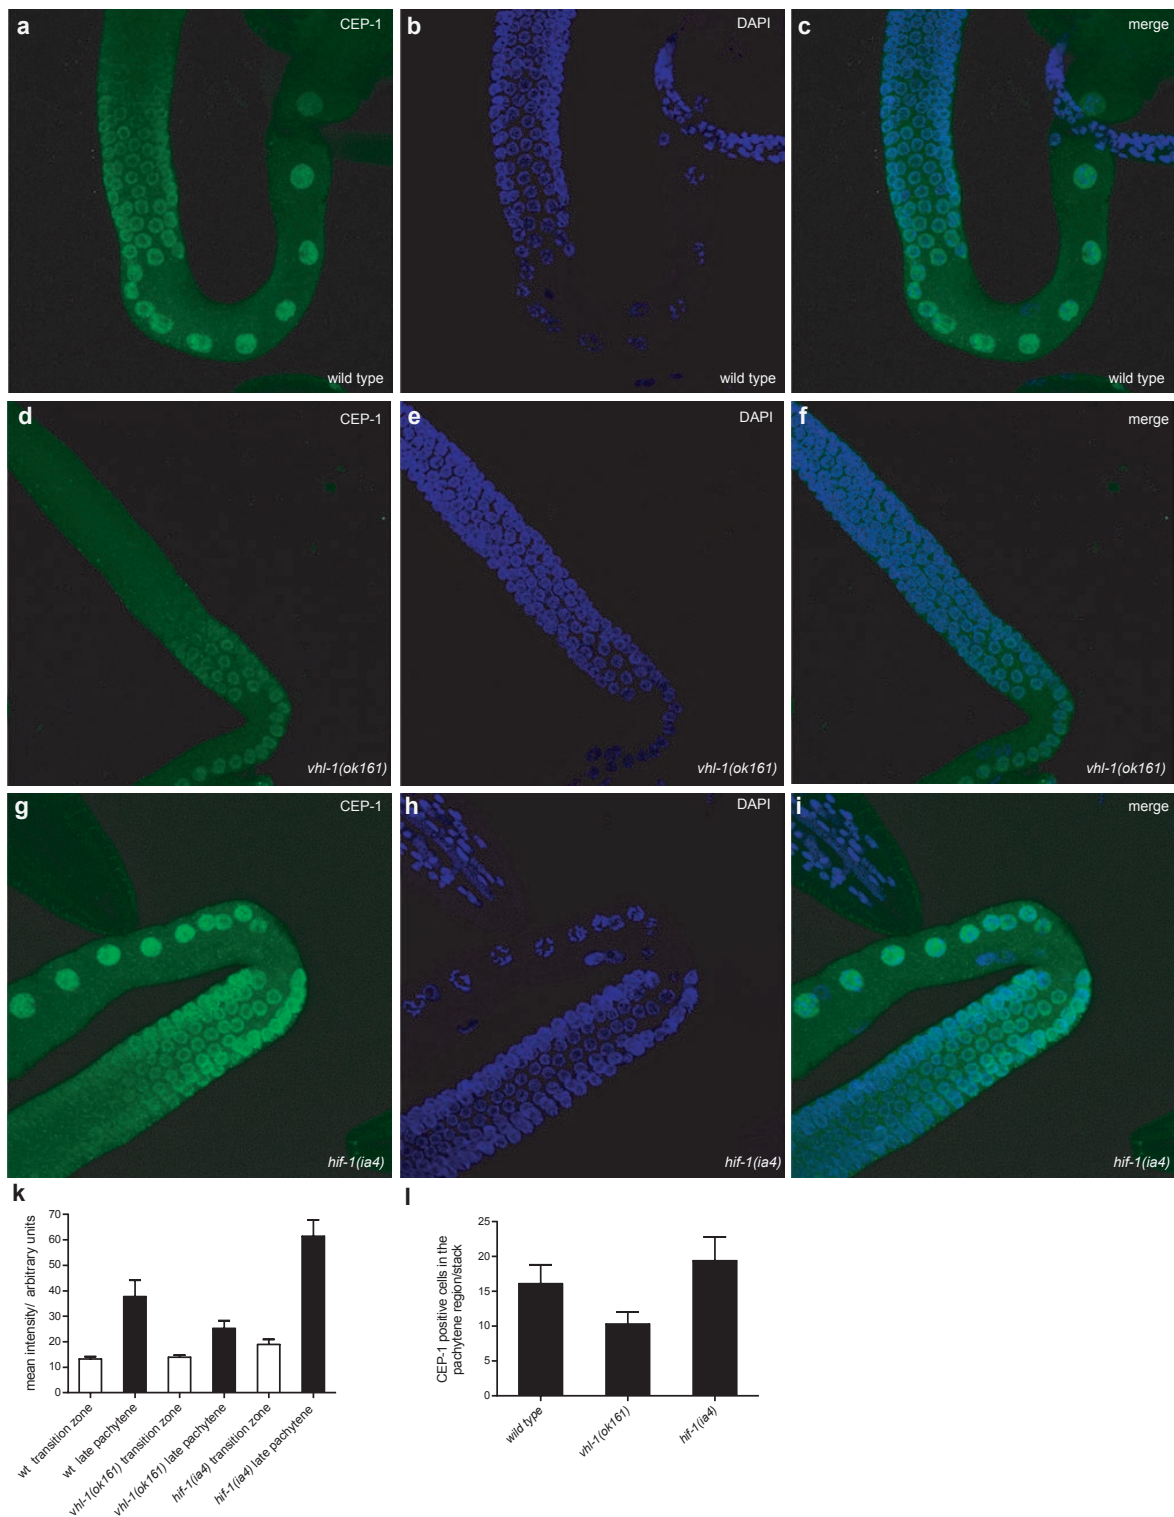 a CEP-1
b DAPI
c merge
wild type
wild type
wild type
d CEP-1
e DAPI
f merge
vhl-1(ok161)
vhl-1(ok161)
vhl-1(ok161)
g CEP-1
h DAPI
i merge
hif-1(ia4)
hif-1(ia4)
hif-1(ia4)
k
mean intensity/ arbitrary units
70
60
50
40
30
20
10
0
wt transition zone
wt late pachytene
vhl-1(ok161) transition zone
vhl-1(ok161) late pachytene
hif-1(ia4) transition zone
hif-1(ia4) late pachytene
l
CEP-1 positive cells in the
pachytene region/stack
25
20
15
10
5
0
wild type
vhl-1(ok161)
hif-1(ia4)